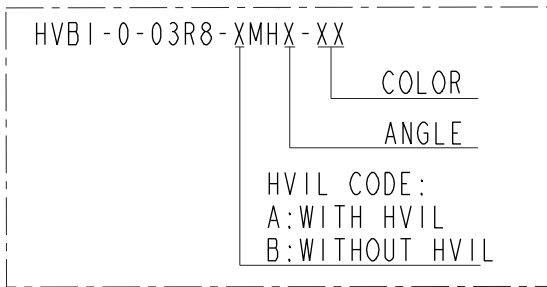 HVBI-0-03R8-XMHX-XX
COLOR
ANGLE
HVIL CODE:
A:WITH HVIL
B:WITHOUT HVIL